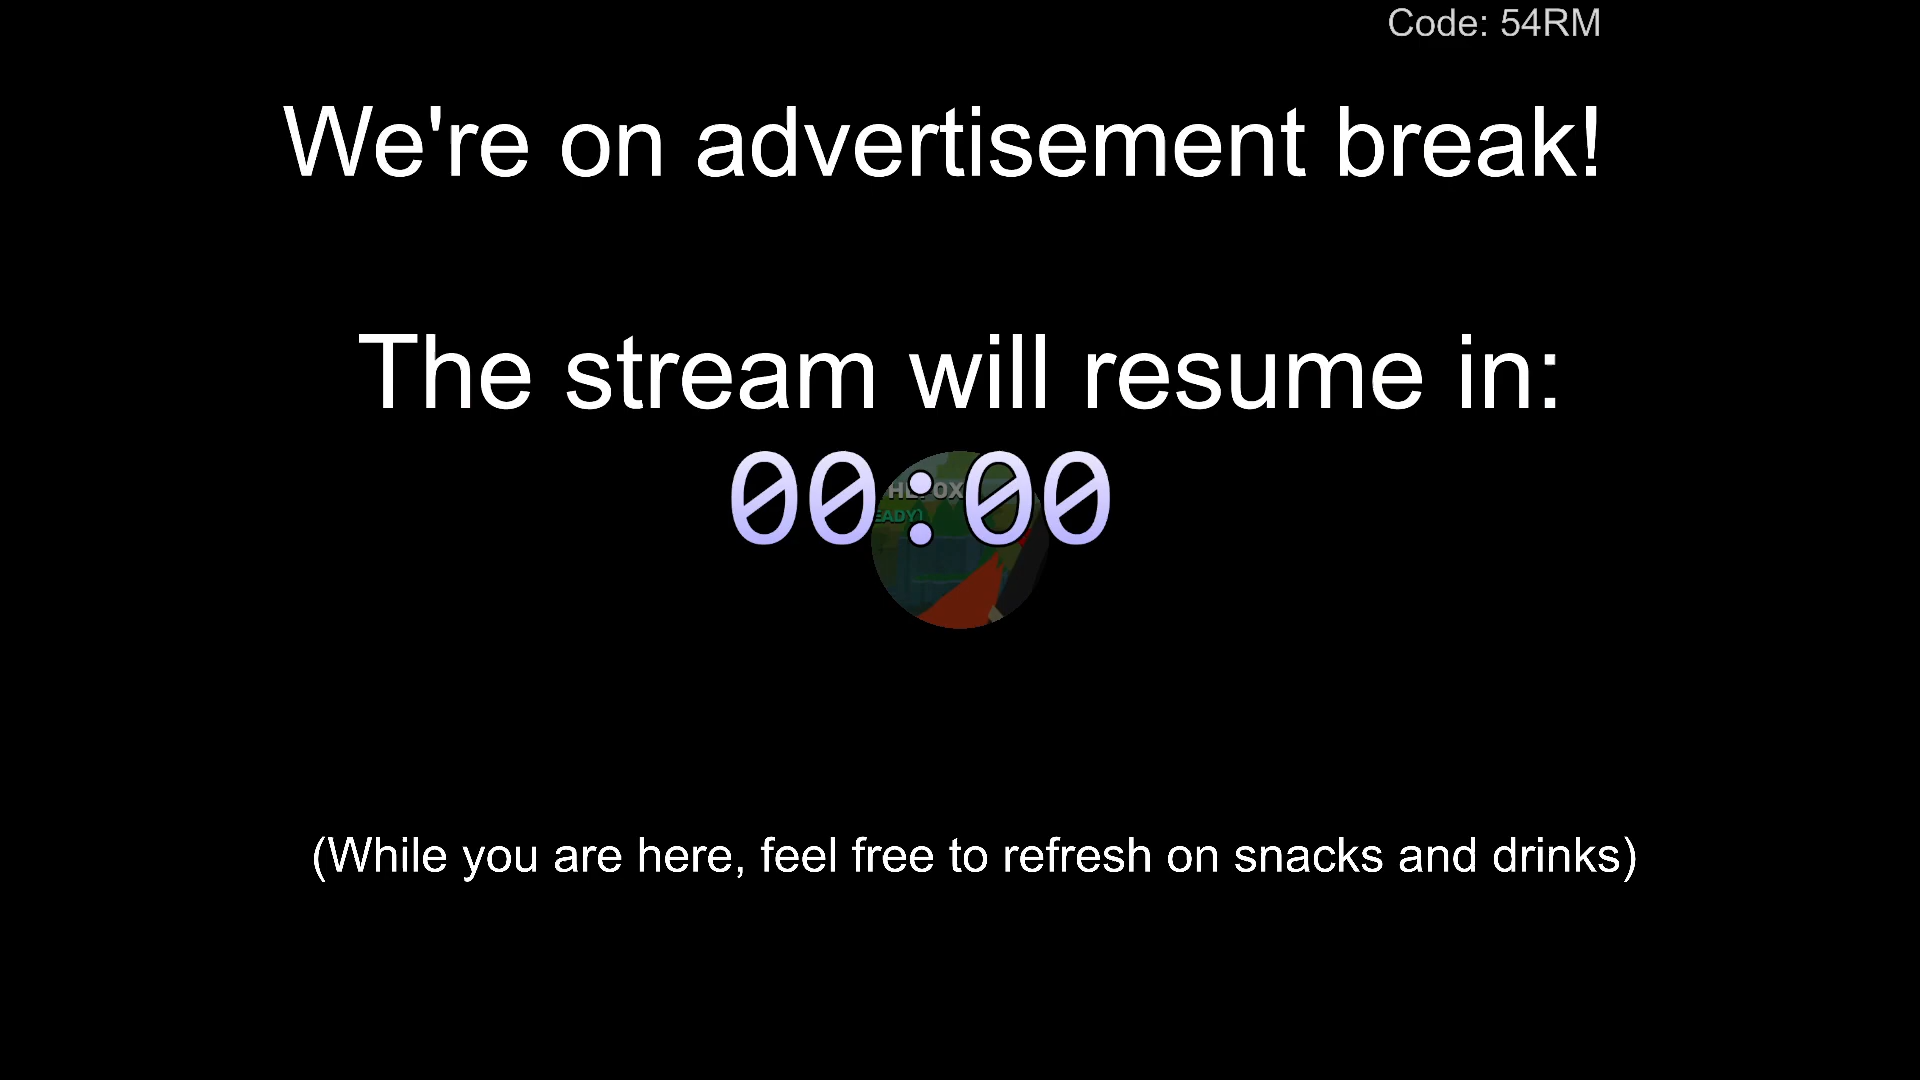 Code: 54RM
We're on advertisement break!
The stream will resume in:
00:00
(While you are here, feel free to refresh on snacks and drinks)